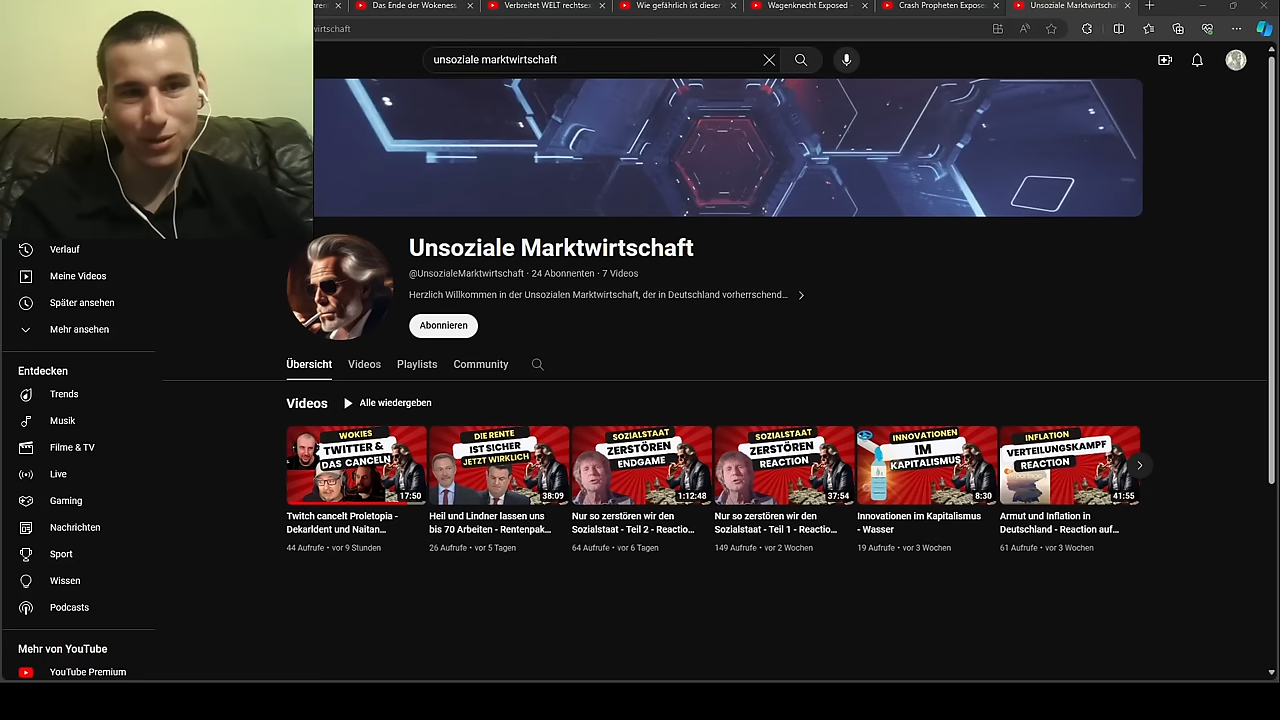 Das Ende der Wokeness
Verbreitet WELT rechtsex
Wie gefährlich ist dieser
Wagenknecht Exposed -
Crash Propheten Expose
Unsoziale Marktwirtschaft
wirtschaft
unsoziale marktwirtschaft
Unsoziale Marktwirtschaft
@UnsozialeMarktwirtschaft · 24 Abonnenten · 7 Videos
Herzlich Willkommen in der Unsozialen Marktwirtschaft, der in Deutschland vorherrschend...
Abonnieren
Übersicht Videos Playlists Community
Verlauf
Meine Videos
Später ansehen
Mehr ansehen
Entdecken
Trends
Musik
Filme & TV
Live
Gaming
Nachrichten
Sport
Wissen
Podcasts
Mehr von YouTube
YouTube Premium
Videos Alle wiedergeben
WOKIES
TWITTER &
DAS CANCELN
17:50
Twitch cancelt Proletopia -
Dekarldent und Naitan...
44 Aufrufe • vor 9 Stunden
DIE RENTE
IST SICHER
JETZT WIRKLICH
38:09
Heil und Lindner lassen uns
bis 70 Arbeiten - Rentenpak...
26 Aufrufe • vor 5 Tagen
SOZIALSTAAT
ZERSTÖREN
ENDGAME
1:12:48
Nur so zerstören wir den
Sozialstaat - Teil 2 - Reactio...
64 Aufrufe • vor 6 Tagen
SOZIALSTAAT
ZERSTÖREN
REACTION
37:54
Nur so zerstören wir den
Sozialstaat - Teil 1 - Reactio...
149 Aufrufe • vor 2 Wochen
INNOVATIONEN
IM
KAPITALISMUS
8:30
Innovationen im Kapitalismus
- Wasser
19 Aufrufe • vor 3 Wochen
INFLATION
VERTEILUNGSKAMPF
REACTION
41:55
Armut und Inflation in
Deutschland - Reaction auf...
61 Aufrufe • vor 3 Wochen